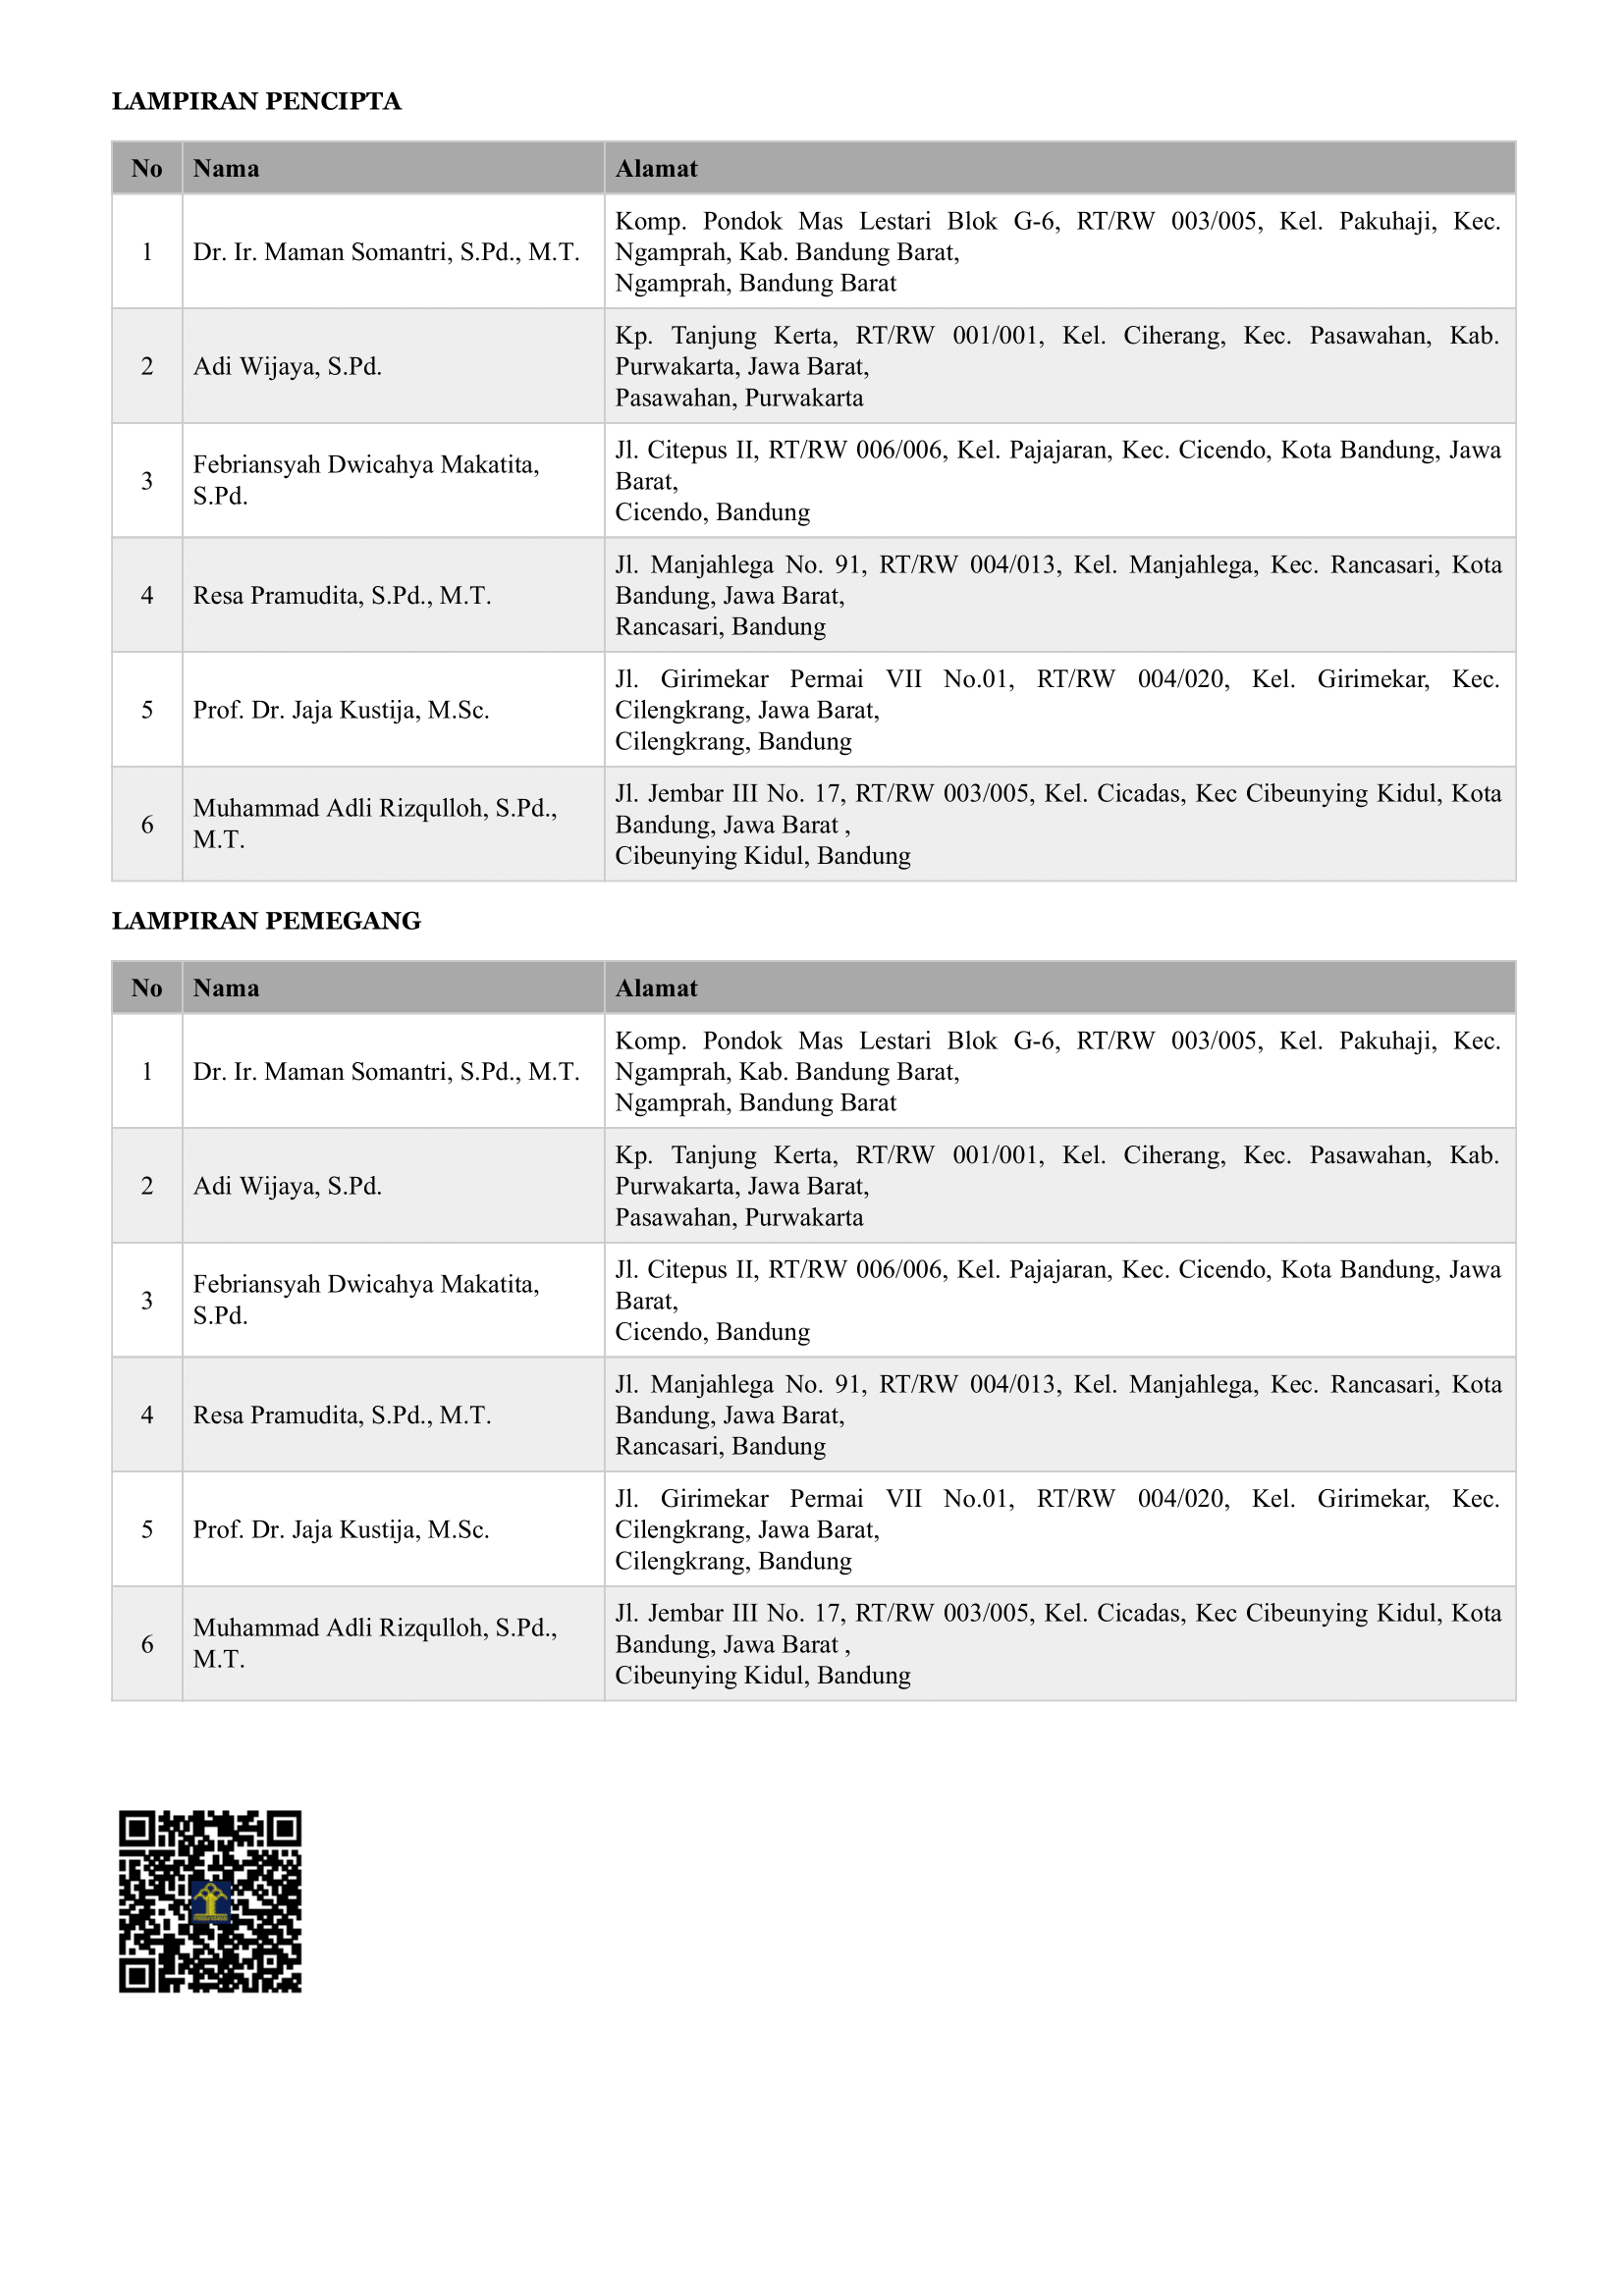 LAMPIRAN PENCIPTA
No Nama Alamat
1 Dr. Ir. Maman Somantri, S.Pd., M.T. Komp. Pondok Mas Lestari Blok G-6, RT/RW 003/005, Kel. Pakuhaji, Kec.
Ngamprah, Kab. Bandung Barat,
Ngamprah, Bandung Barat
2 Adi Wijaya, S.Pd. Kp. Tanjung Kerta, RT/RW 001/001, Kel. Ciherang, Kec. Pasawahan, Kab.
Purwakarta, Jawa Barat,
Pasawahan, Purwakarta
3 Febriansyah Dwicahya Makatita,
S.Pd.
Jl. Citepus II, RT/RW 006/006, Kel. Pajajaran, Kec. Cicendo, Kota Bandung, Jawa
Barat,
Cicendo, Bandung
4 Resa Pramudita, S.Pd., M.T. Jl. Manjahlega No. 91, RT/RW 004/013, Kel. Manjahlega, Kec. Rancasari, Kota
Bandung, Jawa Barat,
Rancasari, Bandung
5 Prof. Dr. Jaja Kustija, M.Sc. Jl. Girimekar Permai VII No.01, RT/RW 004/020, Kel. Girimekar, Kec.
Cilengkrang, Jawa Barat,
Cilengkrang, Bandung
6 Muhammad Adli Rizqulloh, S.Pd.,
M.T.
Jl. Jembar III No. 17, RT/RW 003/005, Kel. Cicadas, Kec Cibeunying Kidul, Kota
Bandung, Jawa Barat ,
Cibeunying Kidul, Bandung
LAMPIRAN PEMEGANG
No Nama Alamat
1 Dr. Ir. Maman Somantri, S.Pd., M.T. Komp. Pondok Mas Lestari Blok G-6, RT/RW 003/005, Kel. Pakuhaji, Kec.
Ngamprah, Kab. Bandung Barat,
Ngamprah, Bandung Barat
2 Adi Wijaya, S.Pd. Kp. Tanjung Kerta, RT/RW 001/001, Kel. Ciherang, Kec. Pasawahan, Kab.
Purwakarta, Jawa Barat,
Pasawahan, Purwakarta
3 Febriansyah Dwicahya Makatita,
S.Pd.
Jl. Citepus II, RT/RW 006/006, Kel. Pajajaran, Kec. Cicendo, Kota Bandung, Jawa
Barat,
Cicendo, Bandung
4 Resa Pramudita, S.Pd., M.T. Jl. Manjahlega No. 91, RT/RW 004/013, Kel. Manjahlega, Kec. Rancasari, Kota
Bandung, Jawa Barat,
Rancasari, Bandung
5 Prof. Dr. Jaja Kustija, M.Sc. Jl. Girimekar Permai VII No.01, RT/RW 004/020, Kel. Girimekar, Kec.
Cilengkrang, Jawa Barat,
Cilengkrang, Bandung
6 Muhammad Adli Rizqulloh, S.Pd.,
M.T.
Jl. Jembar III No. 17, RT/RW 003/005, Kel. Cicadas, Kec Cibeunying Kidul, Kota
Bandung, Jawa Barat ,
Cibeunying Kidul, Bandung